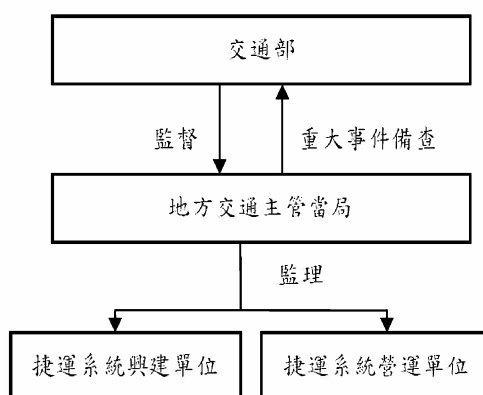 交通部
監督
重大事件備查
地方交通主管當局
監理
捷運系統興建單位
捷運系統營運單位